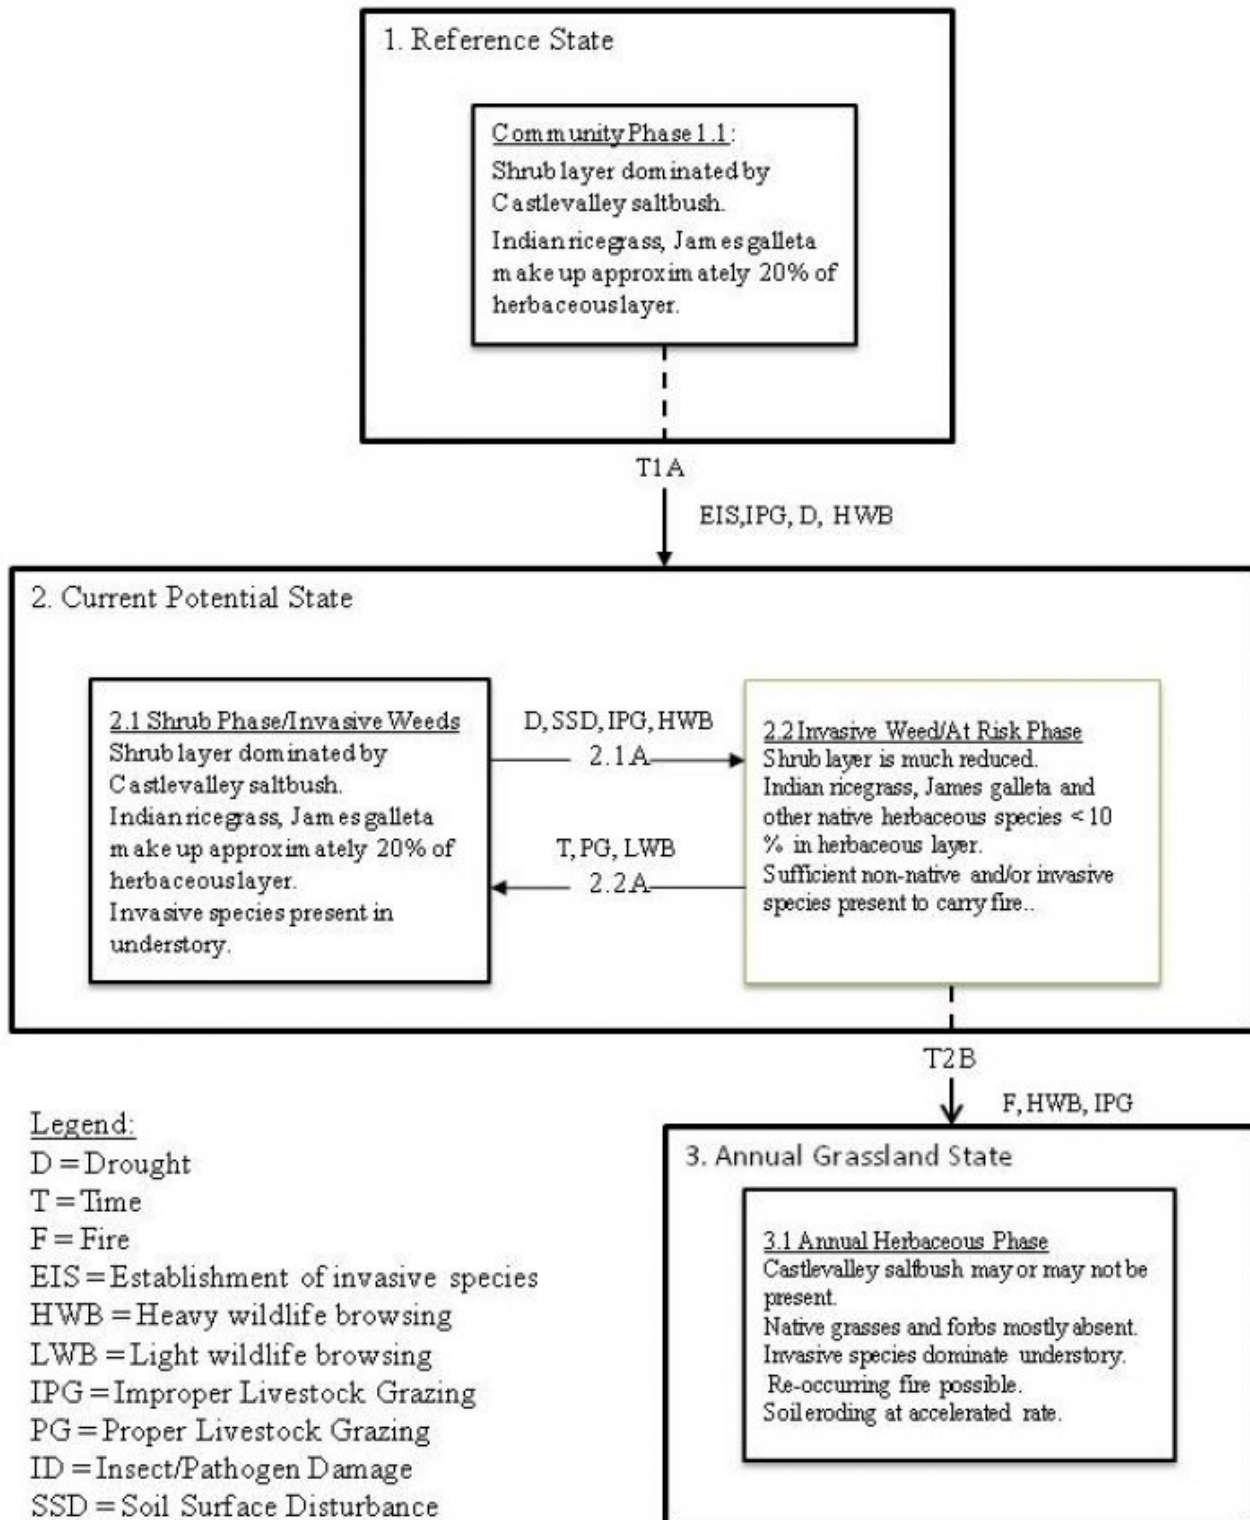 1. Reference State
Community Phase 1.1:
Shrub layer dominated by
Castlevalley saltbush.
Indian ricegrass, James galleta
make up approximately 20% of
herbaceous layer.
T1A
EIS,IPG, D, HWB
2. Current Potential State
2.1 Shrub Phase/Invasive Weeds
Shrub layer dominated by
Castlevalley saltbush.
Indian ricegrass, James galleta
make up approximately 20% of
herbaceous layer.
Invasive species present in
understory.
D, SSD, IPG, HWB
2.1A
T, PG, LWB
2.2A
2.2 Invasive Weed/At Risk Phase
Shrub layer is much reduced.
Indian ricegrass, James galleta and
other native herbaceous species < 10
% in herbaceous layer.
Sufficient non-native and/or invasive
species present to carry fire..
T2B
F, HWB, IPG
3. Annual Grassland State
3.1 Annual Herbaceous Phase
Castlevalley saltbush may or may not be
present.
Native grasses and forbs mostly absent.
Invasive species dominate understory.
Re-occurring fire possible.
Soil eroding at accelerated rate.
Legend:
D = Drought
T = Time
F = Fire
EIS = Establishment of invasive species
HWB = Heavy wildlife browsing
LWB = Light wildlife browsing
IPG = Improper Livestock Grazing
PG = Proper Livestock Grazing
ID = Insect/Pathogen Damage
SSD = Soil Surface Disturbance